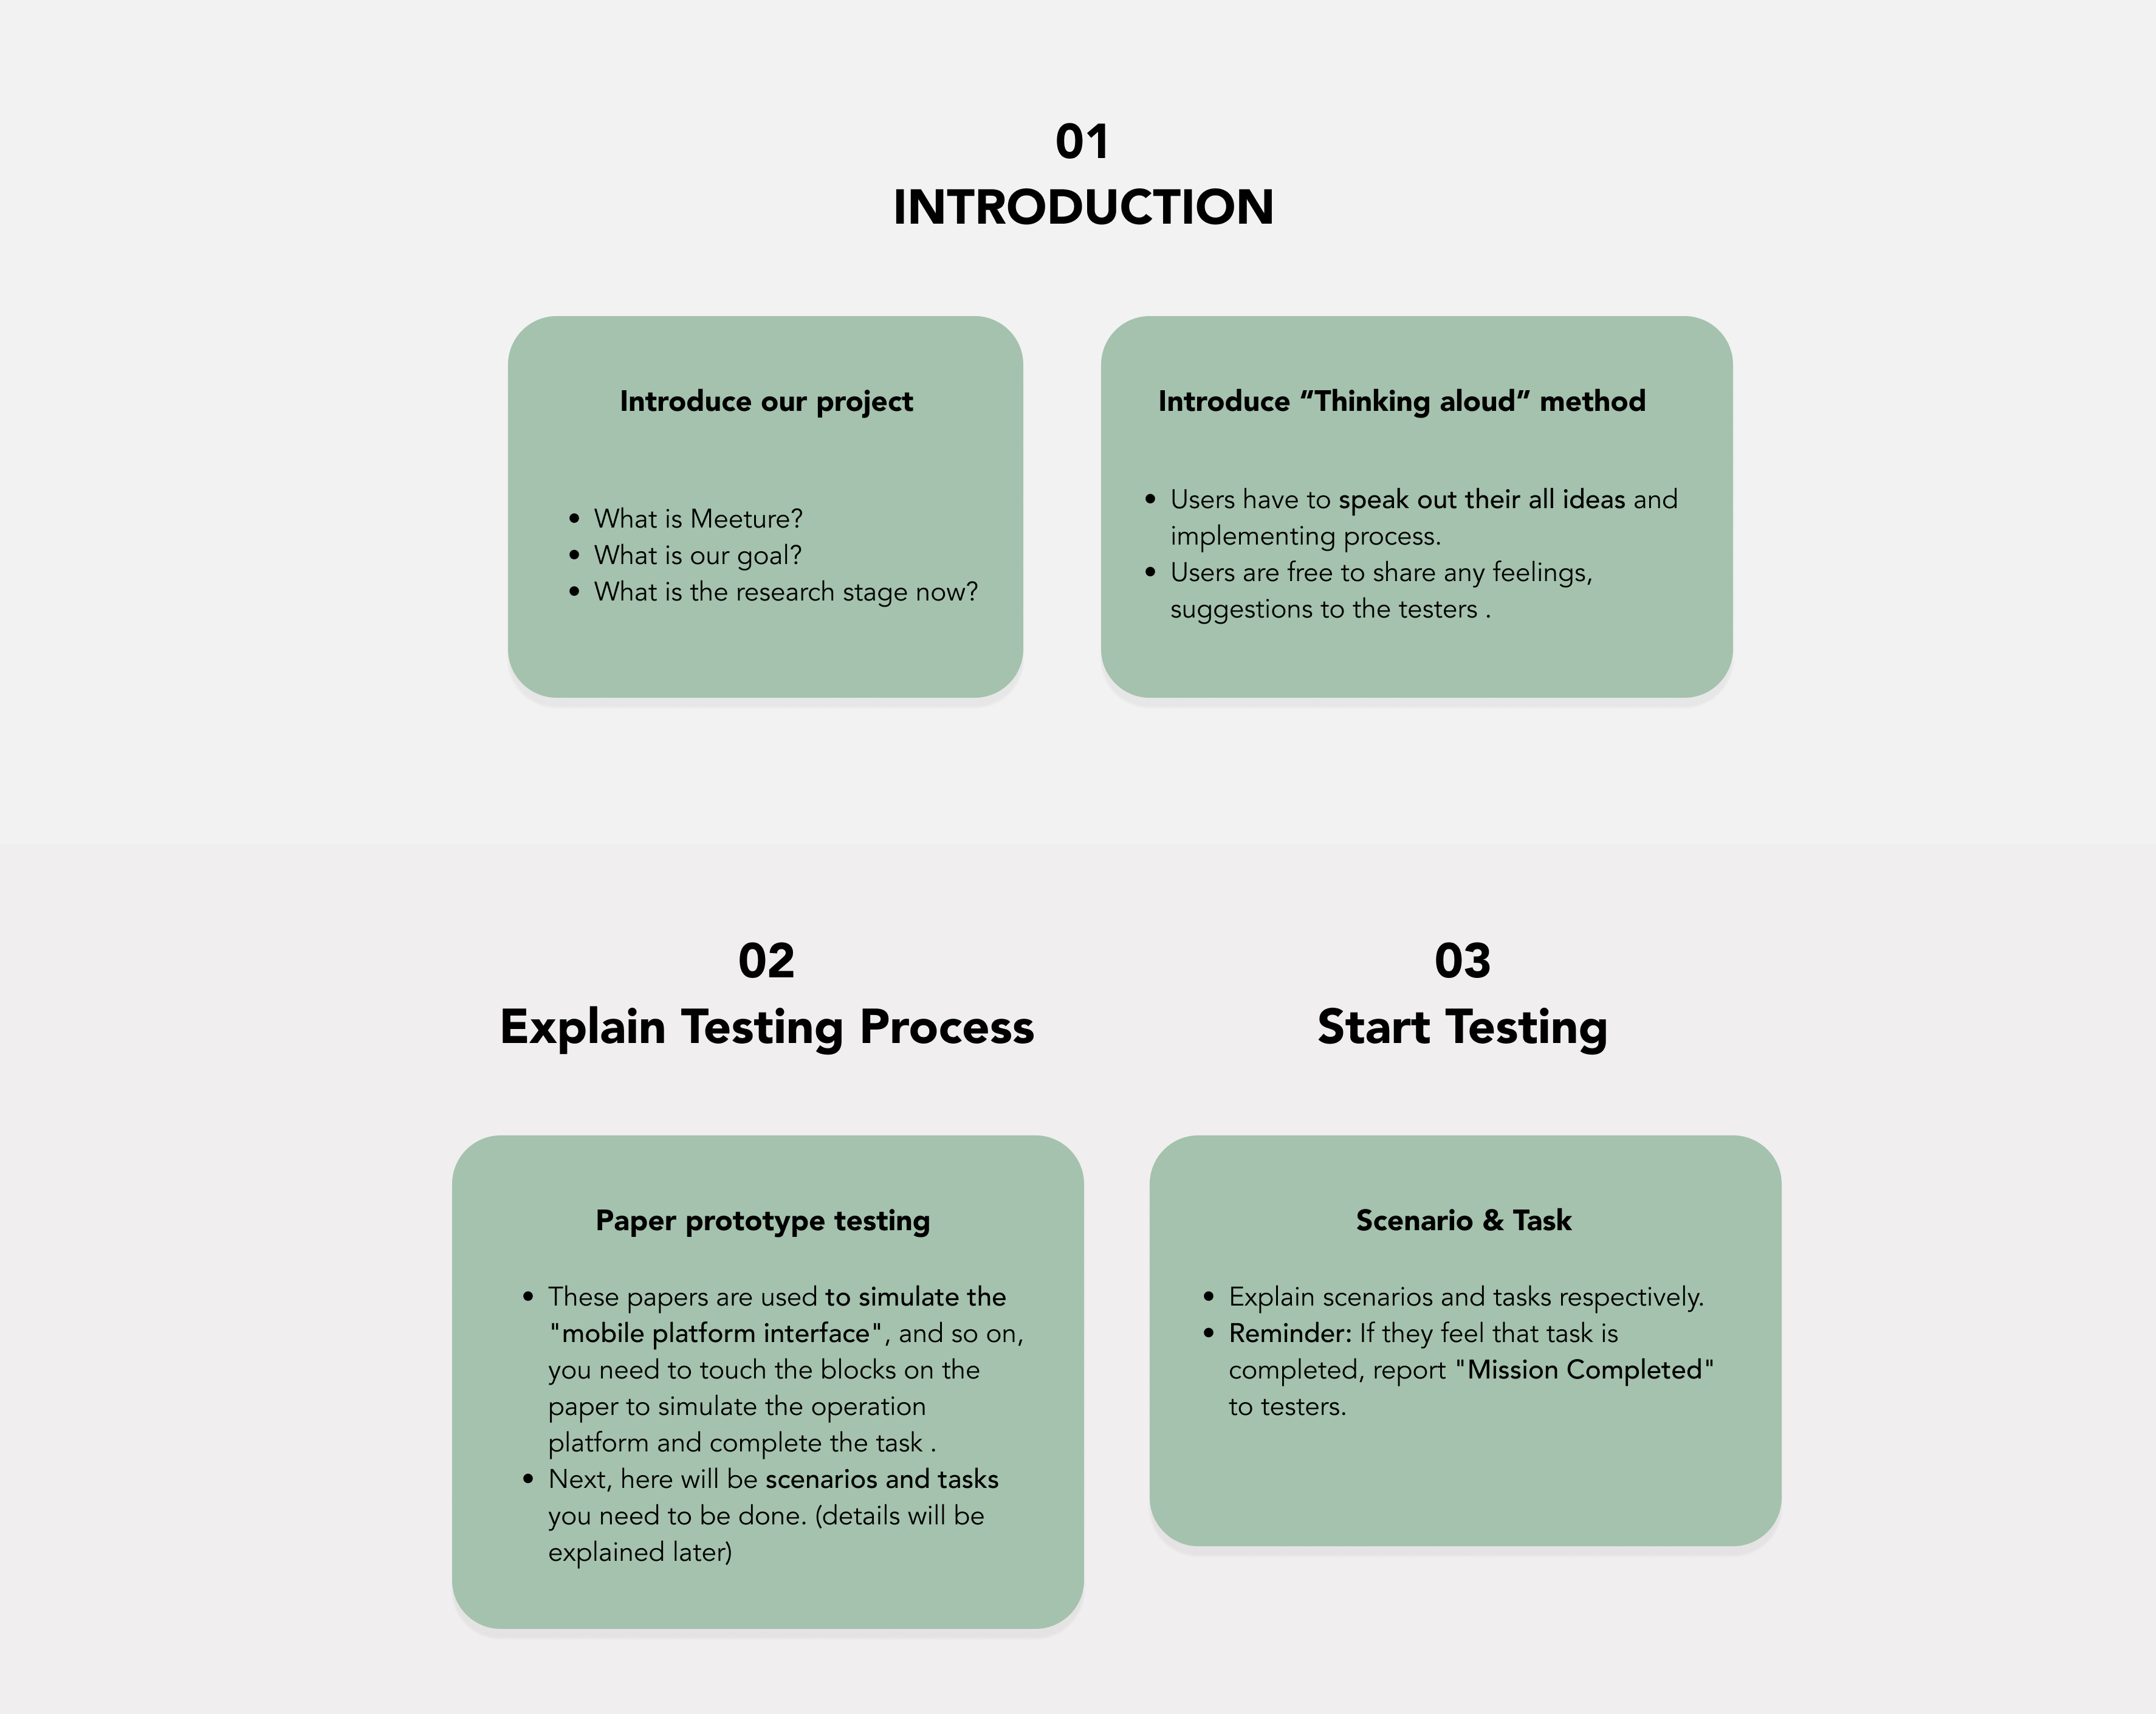 01
INTRODUCTION
Introduce our project
• What is Meeture?
• What is our goal?
• What is the research stage now?
Introduce “Thinking aloud” method
• Users have to speak out their all ideas and
implementing process.
• Users are free to share any feelings,
suggestions to the testers .
02
Explain Testing Process
Paper prototype testing
• These papers are used to simulate the
"mobile platform interface", and so on,
you need to touch the blocks on the
paper to simulate the operation
platform and complete the task .
• Next, here will be scenarios and tasks
you need to be done. (details will be
explained later)
03
Start Testing
Scenario & Task
• Explain scenarios and tasks respectively.
• Reminder: If they feel that task is
completed, report "Mission Completed"
to testers.